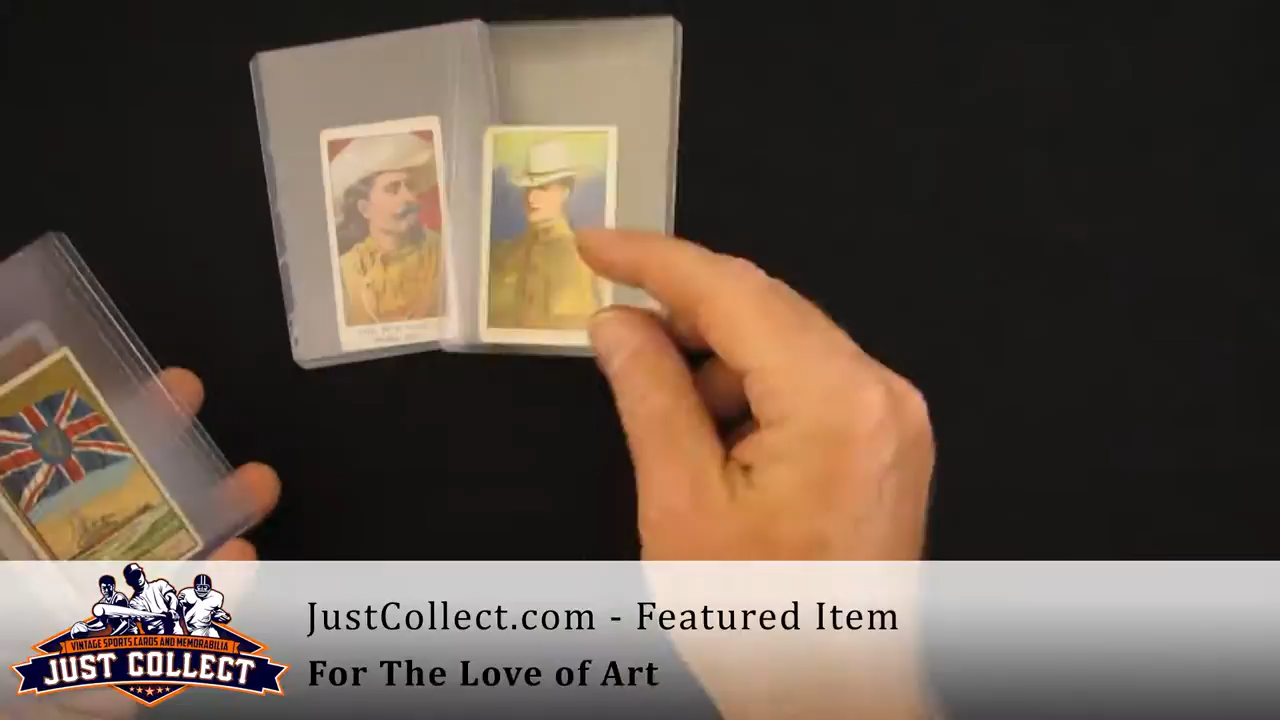 JustCollect.com - Featured Item
For The Love of Art
VINTAGE SPORTS CARDS AND MEMORABILIA
JUST COLLECT